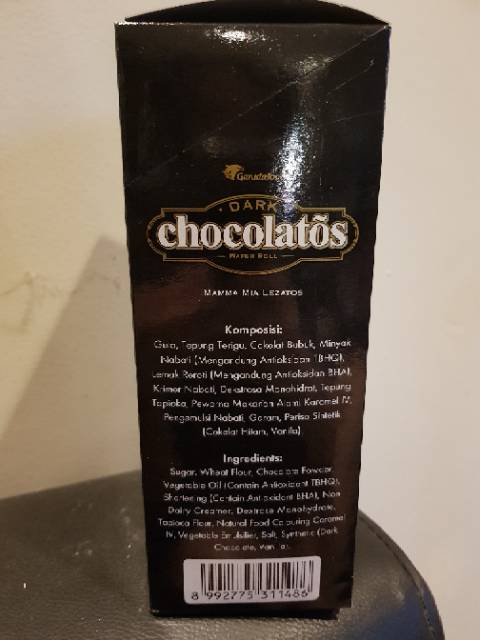 Garudafood
DARK
chocolatõs
WAFER ROLL
MAMMA MIA LEZATOS
Komposisi:
Gula, Tepung Terigu, Cokelat Bubuk, Minyak
Nabati (Mengandung Antioksidan TBHQ),
Lemak Reroti (Mengandung Antioksidan BHA),
Krimer Nabati, Dekstrosa Monohidrat, Tepung
Tapioka, Pewarna Makanan Alami Karamel IV,
Pengemulsi Nabati, Garam, Perisa Sintetik
(Cokelat Hitam, Vanila).
Ingredients:
Sugar, Wheat Flour, Chocolate Powder,
Vegetable Oil (Contain Antioxidant TBHQ),
Shortening (Contain Antioxidant BHA), Non
Dairy Creamer, Dextrose Monohydrate,
Tapioca Flour, Natural Food Colouring Caramel
IV, Vegetable Emulsifier, Salt, Synthetic (Dark
Chocolate, Vanilla).
8 992775 311486